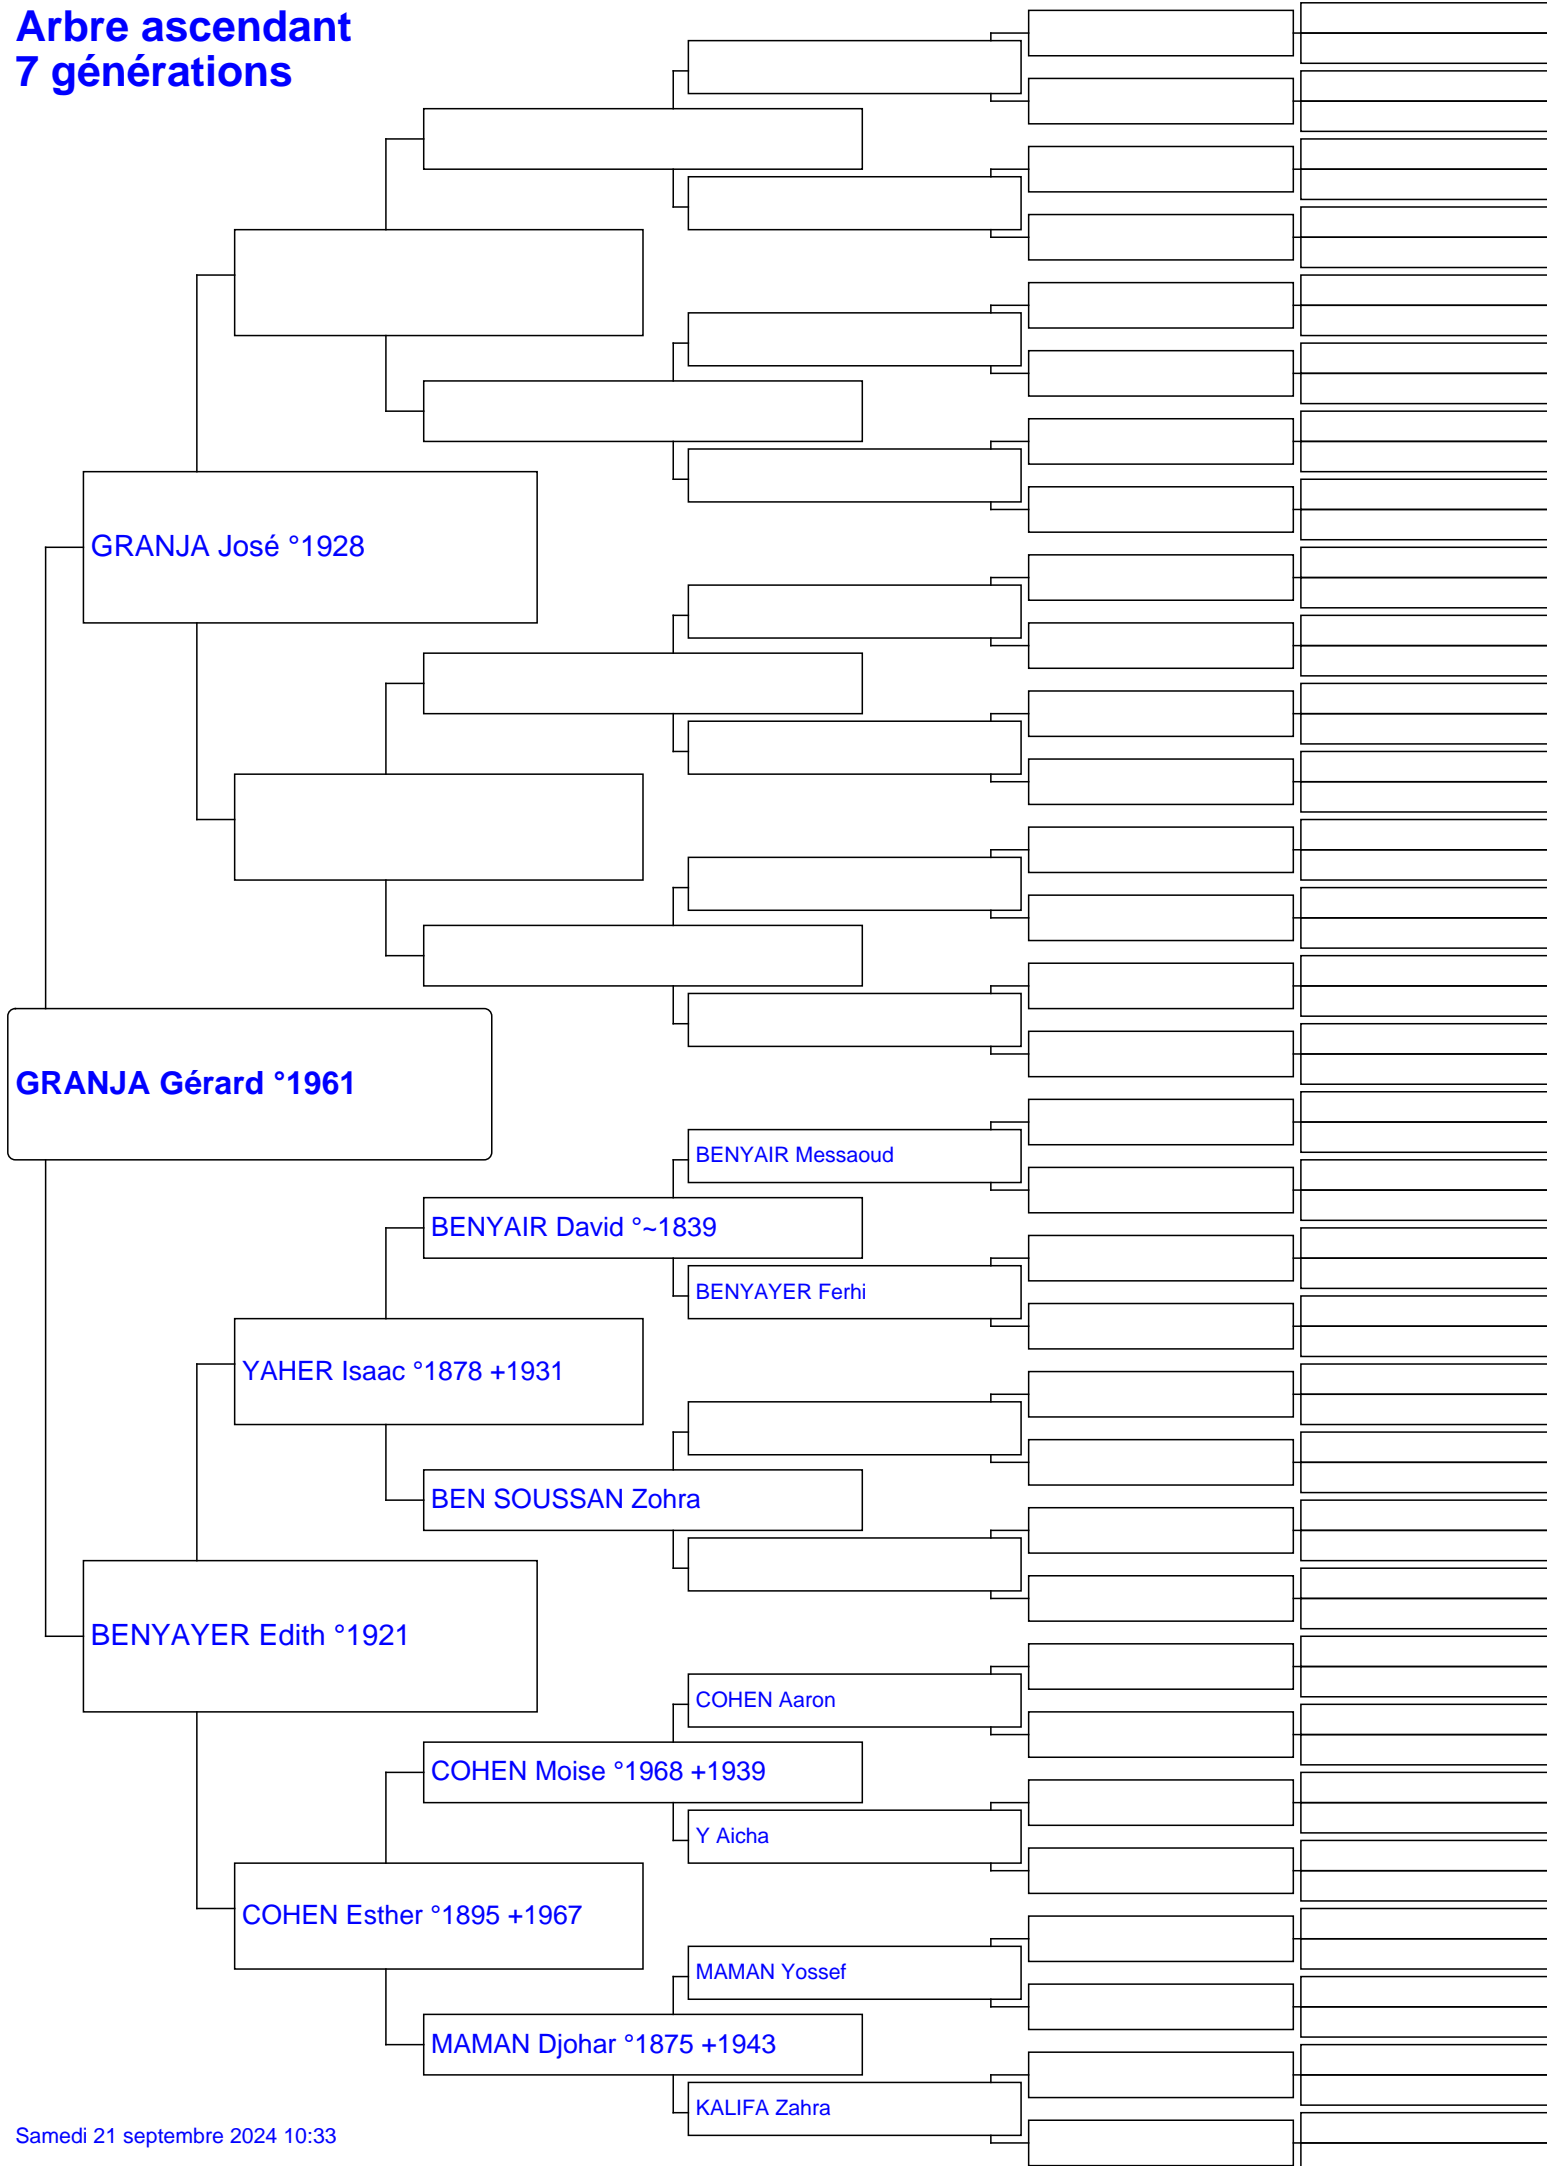 Arbre ascendant
7 générations
GRANJA José °1928
GRANJA Gérard °1961
BENYAIR Messaoud
BENYAIR David °~1839
BENYAYER Ferhi
YAHER Isaac °1878 +1931
BEN SOUSSAN Zohra
BENYAYER Edith °1921
COHEN Aaron
COHEN Moise °1968 +1939
Y Aicha
COHEN Esther °1895 +1967
MAMAN Yossef
MAMAN Djohar °1875 +1943
KALIFA Zahra
Samedi 21 septembre 2024 10:33